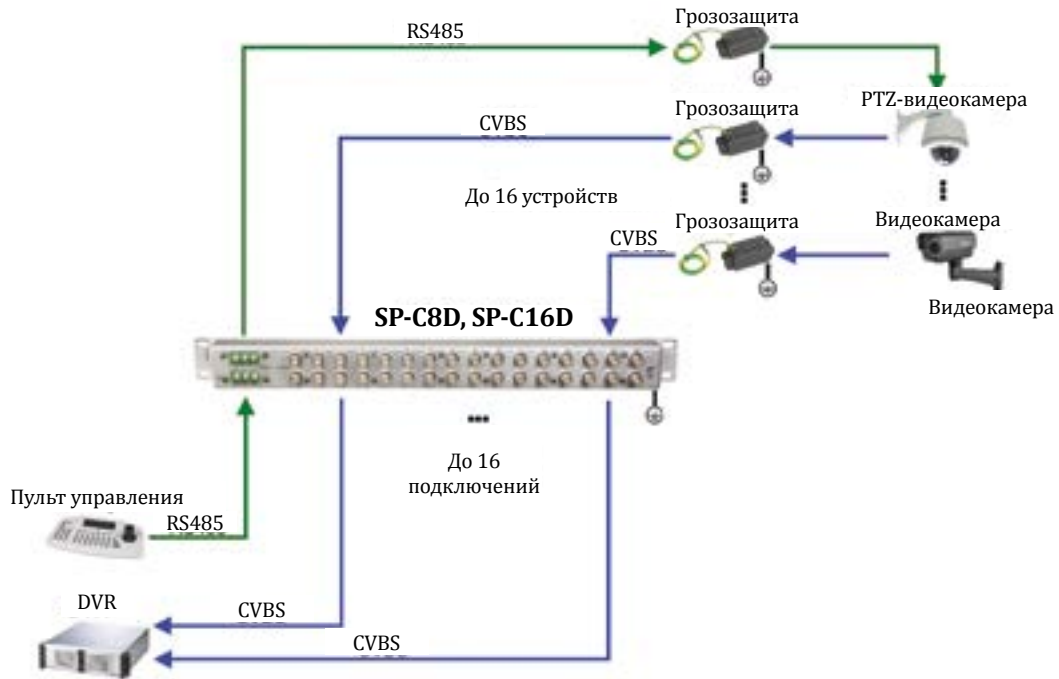 Грозозащита
RS485
PTZ-видеокамера
Грозозащита
CVBS
До 16 устройств
Грозозащита
Видеокамера
CVBS
Видеокамера
SP-C8D, SP-C16D
До 16
подключений
Пульт управления
RS485
DVR
CVBS
CVBS